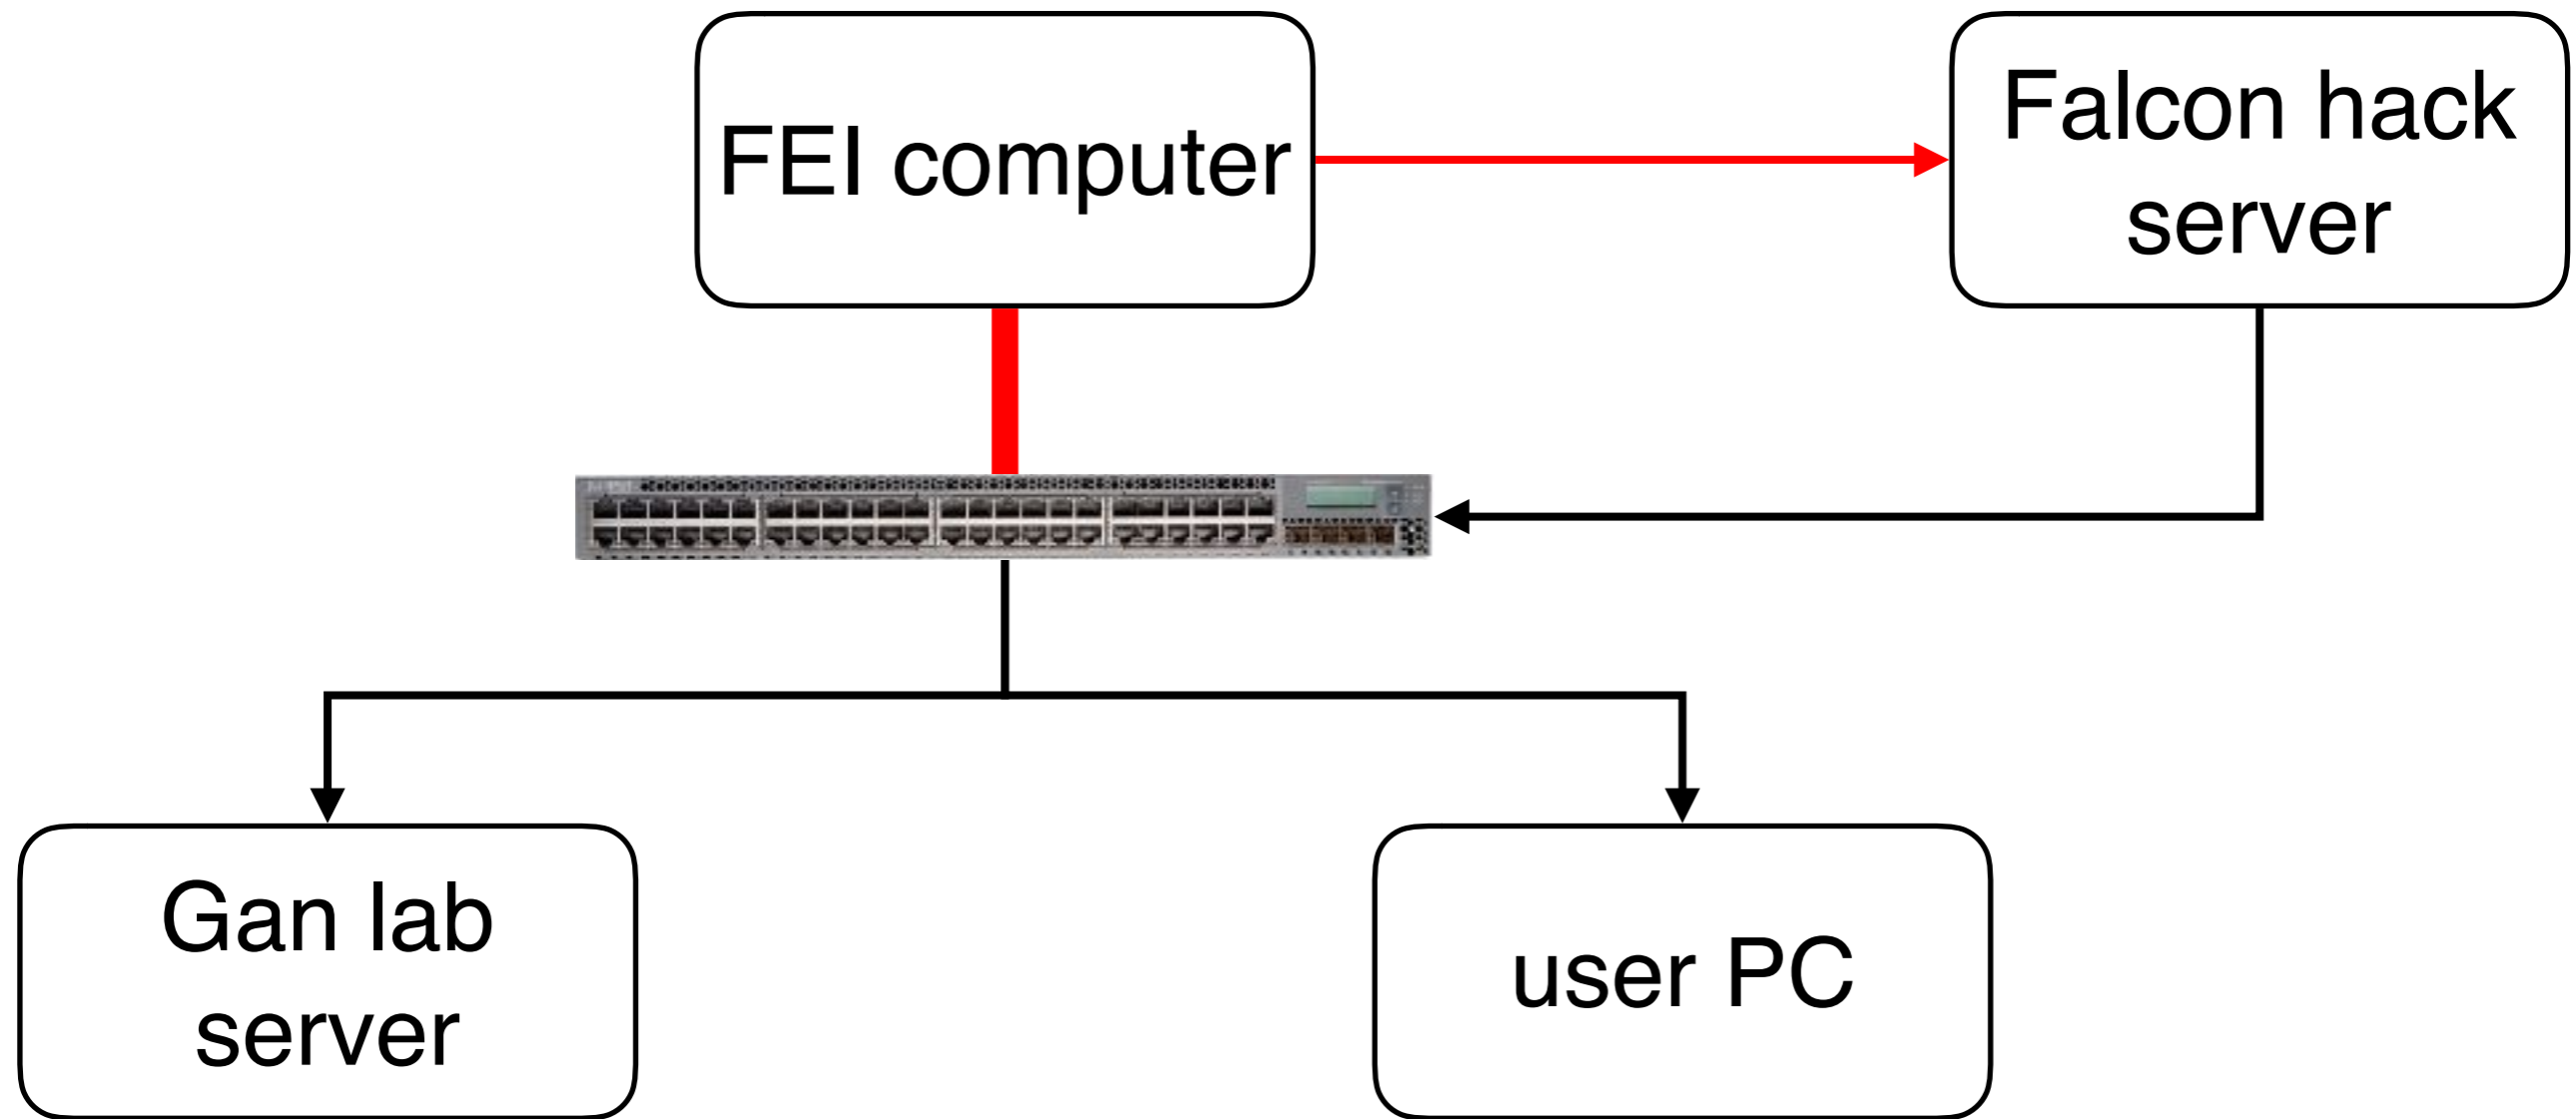 FEI computer
Falcon hack
server
Gan lab
server
user PC